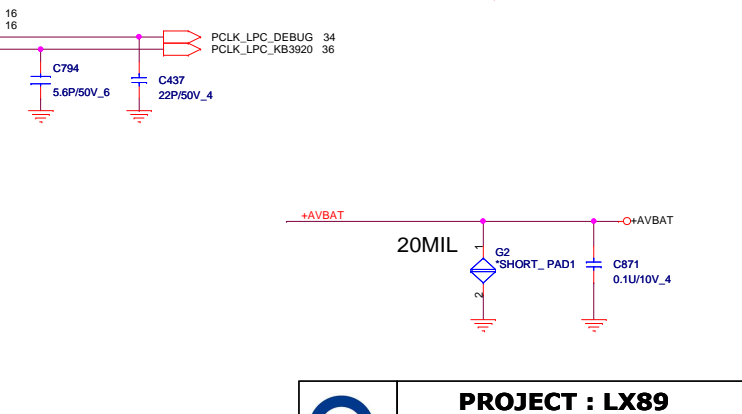 16
16
PCLK_LPC_DEBUG 34
PCLK_LPC_KB3920 36
C794
5.6P/50V_6
C437
22P/50V_4
+AVBAT
+AVBAT
20MIL
1
G2
*SHORT_ PAD1
2
C871
0.1U/10V_4
PROJECT : LX89